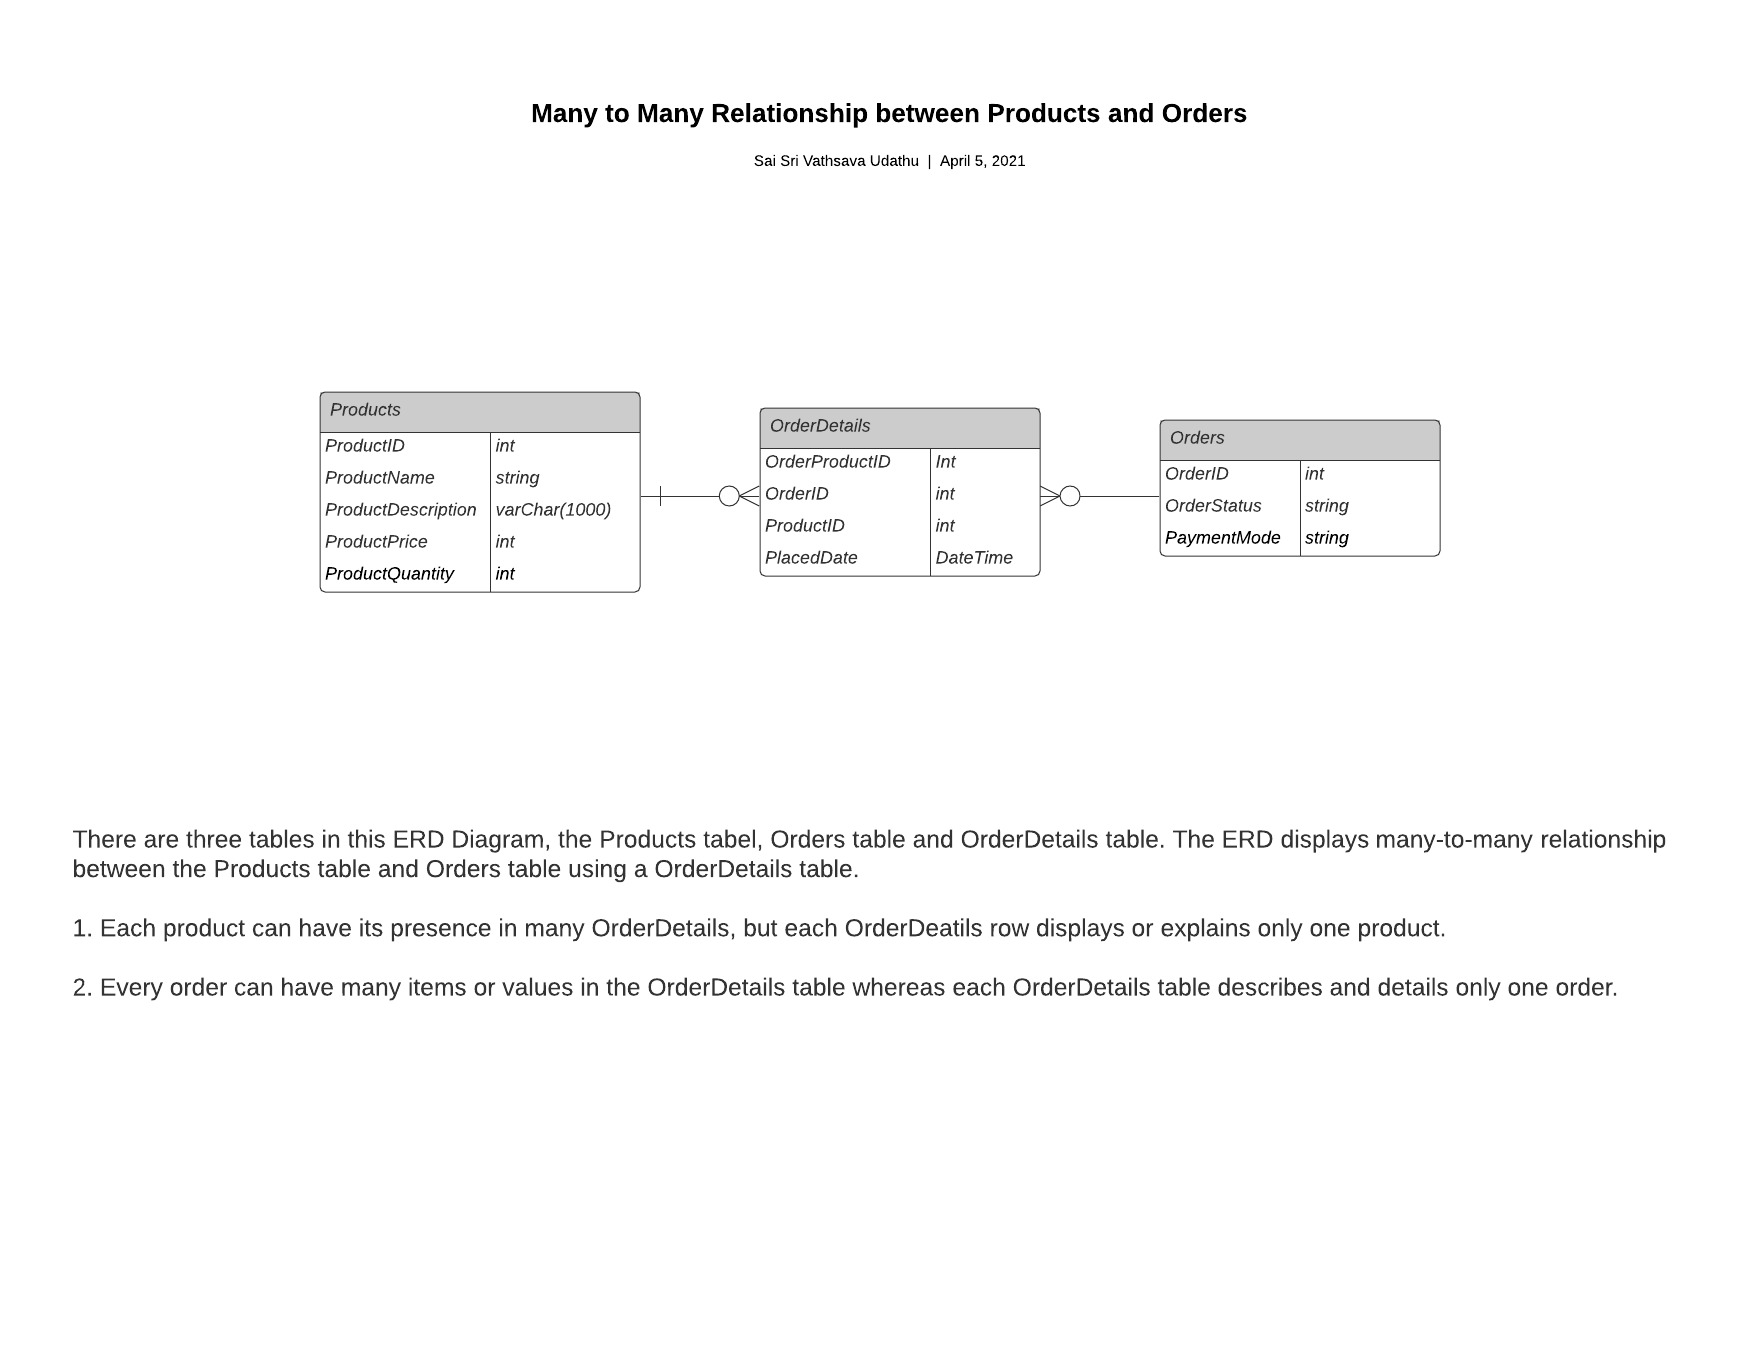 Many to Many Relationship between Products and Orders
Sai Sri Vathsava Udathu | April 5, 2021
Products
ProductID int
ProductName string
ProductDescription varChar(1000)
ProductPrice int
ProductQuantity int
OrderDetails
OrderProductID Int
OrderID int
ProductID int
PlacedDate DateTime
Orders
OrderID int
OrderStatus string
PaymentMode string
There are three tables in this ERD Diagram, the Products tabel, Orders table and OrderDetails table. The ERD displays many-to-many relationship
between the Products table and Orders table using a OrderDetails table.
1. Each product can have its presence in many OrderDetails, but each OrderDeatils row displays or explains only one product.
2. Every order can have many items or values in the OrderDetails table whereas each OrderDetails table describes and details only one order.